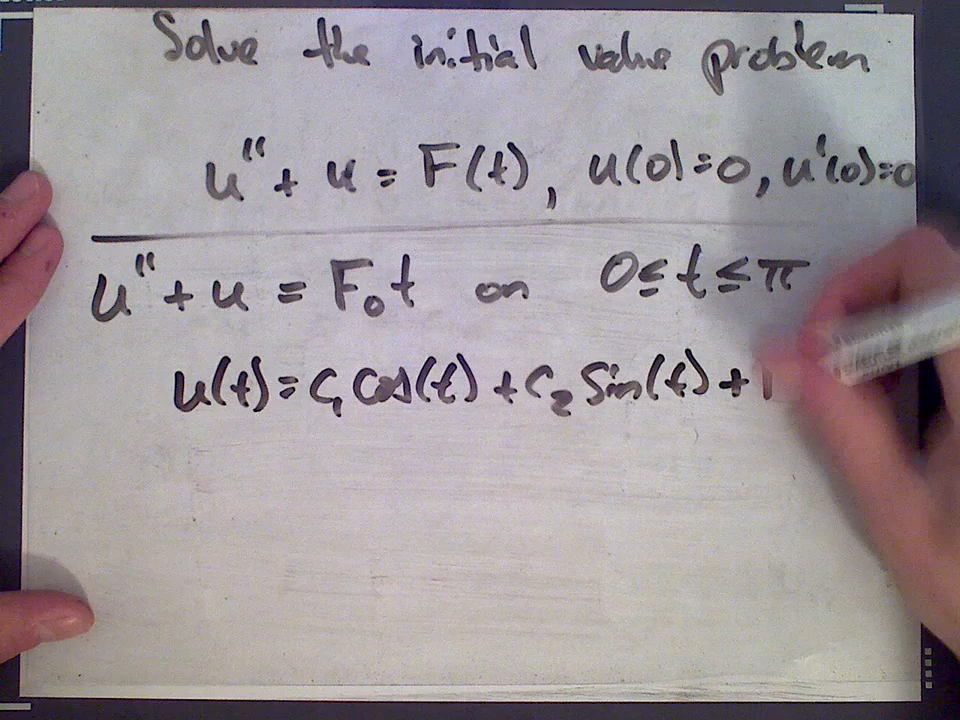 Solve the initial value problem
u'' + u = F(t), u(0)=0, u'(0)=0
u'' + u = F₀t on 0≤t≤π
u(t)=c₁cos(t)+c₂sin(t)+